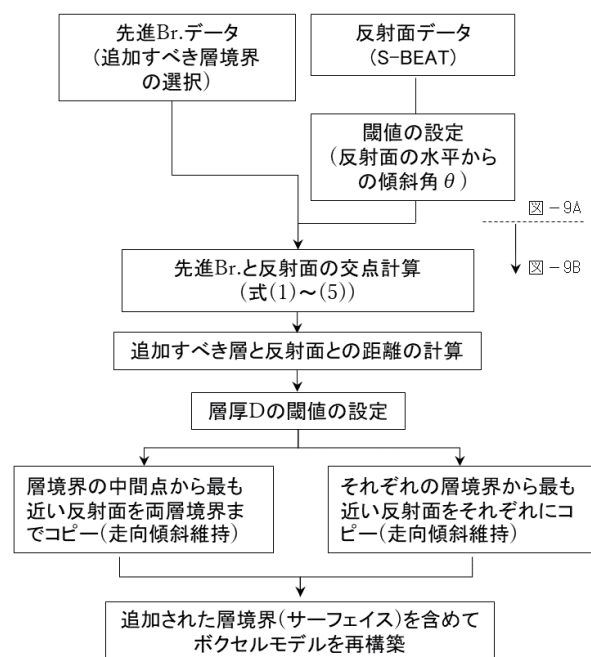 先進Br.データ
(追加すべき層境界
の選択)
反射面データ
(S-BEAT)
閾値の設定
(反射面の水平から
の傾斜角θ)
図－9A
図－9B
先進Br.と反射面の交点計算
(式(1)～(5))
追加すべき層と反射面との距離の計算
層厚Dの閾値の設定
層境界の中間点から最も
近い反射面を両層境界ま
でコピー(走向傾斜維持)
それぞれの層境界から最も
近い反射面をそれぞれにコ
ピー(走向傾斜維持)
追加された層境界(サーフェイス)を含めて
ボクセルモデルを再構築